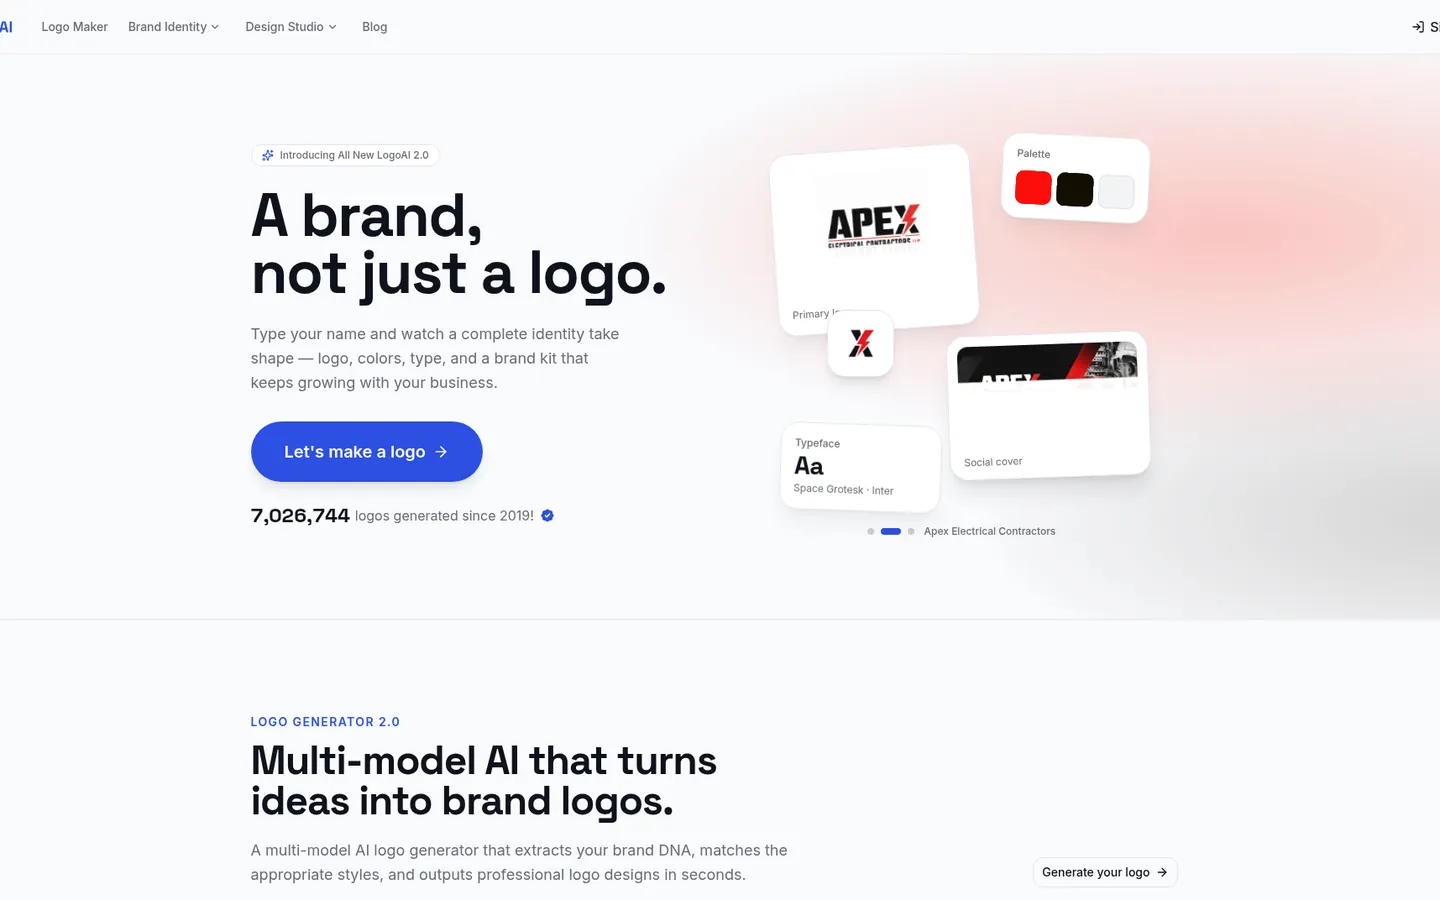 AI
Logo Maker
Brand Identity
Design Studio
Blog
Introducing All New LogoAI 2.0
A brand,
not just a logo.
Type your name and watch a complete identity take
shape — logo, colors, type, and a brand kit that
keeps growing with your business.
Let's make a logo
7,026,744 logos generated since 2019!
APEX
ELECTRICAL CONTRACTORS
Primary
Palette
X
APEX
Social cover
Typeface
Aa
Space Grotesk · Inter
Apex Electrical Contractors
LOGO GENERATOR 2.0
Multi-model AI that turns
ideas into brand logos.
A multi-model AI logo generator that extracts your brand DNA, matches the
appropriate styles, and outputs professional logo designs in seconds.
Generate your logo